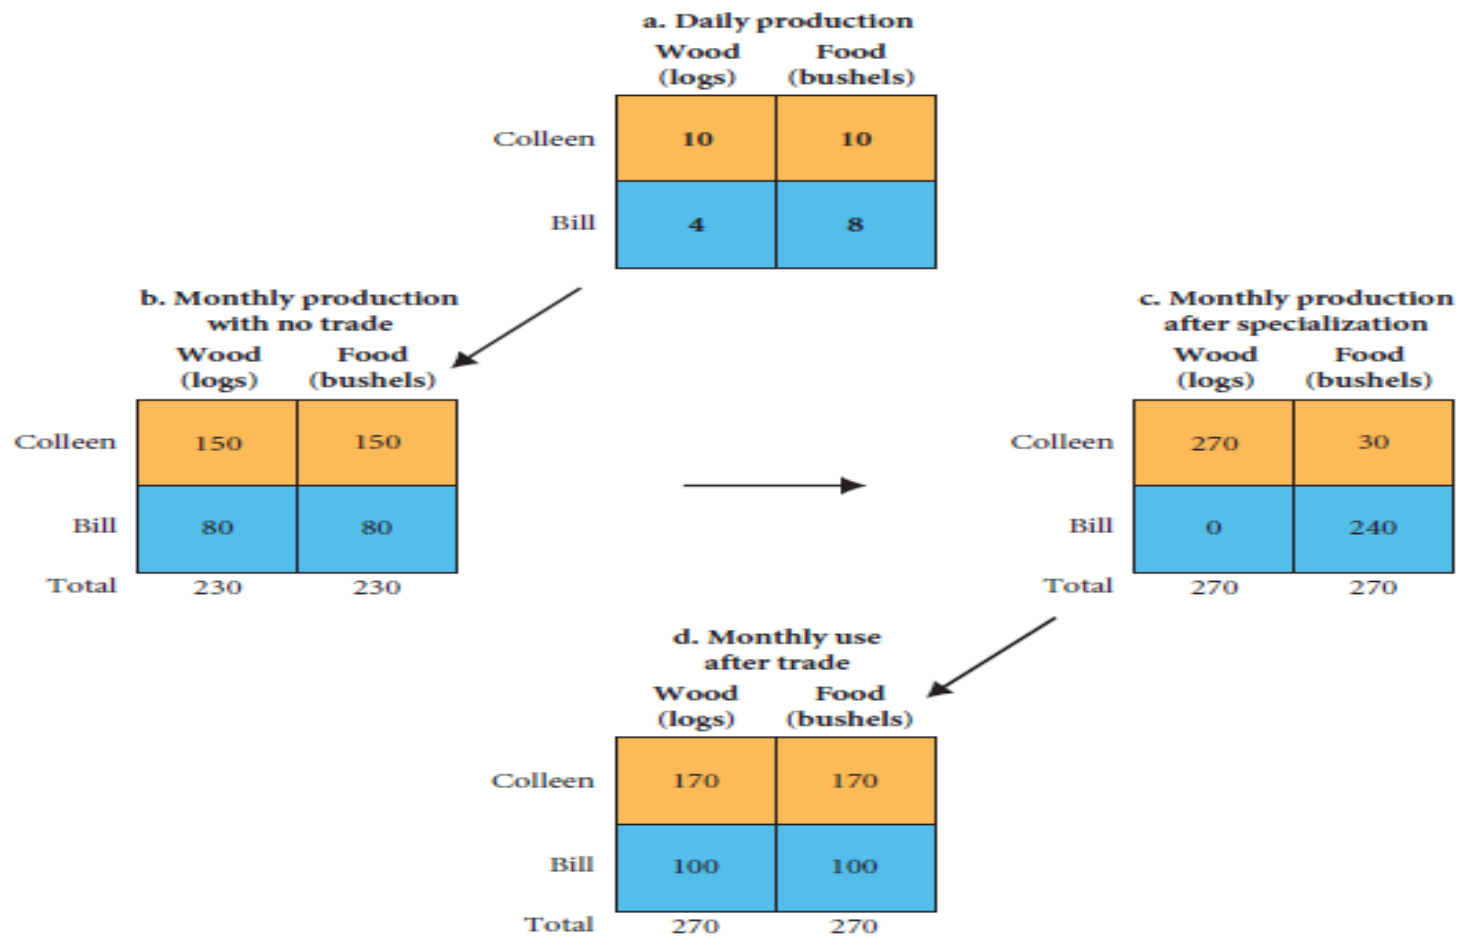 a. Daily production
Wood Food
(logs) (bushels)
Colleen 10 10
Bill 4 8
b. Monthly production
with no trade
Wood Food
(logs) (bushels)
Colleen 150 150
Bill 80 80
Total 230 230
c. Monthly production
after specialization
Wood Food
(logs) (bushels)
Colleen 270 30
Bill 0 240
Total 270 270
d. Monthly use
after trade
Wood Food
(logs) (bushels)
Colleen 170 170
Bill 100 100
Total 270 270